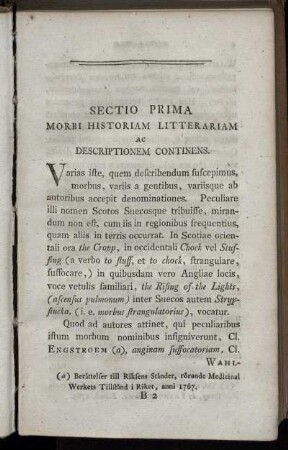 SECTIO PRIMA
MORBI HISTORIAM LITTERARIAM
AC
DESCRIPTIONEM CONTINENS.
Varias iſte, quem deſcribendum ſuſcepimus,
morbus, variis a gentibus, variisque ab
autoribus accepit denominationes. Peculiare
illi nomen Scotos Suecosque tribuiſſe, miran-
dum non eſt, cum iis in regionibus frequentius,
quam aliis in terris occurrat. In Scotiae orien-
tali ora the Cropp, in occidentali Chock vel Stuf-
fing (a verbo to ſtuff, et to chock, ſtrangulare,
ſuffocare,) in quibusdam vero Angliae locis,
voce vetulis familiari, the Riſing of the Lights,
(aſcenſus pulmonum) inter Suecos autem Stryp-
ſiucka, (i. e. morbus ſtrangulatorius), vocatur.
Quod ad autores attinet, qui peculiaribus
iſtum morbum nominibus inſigniverunt, Cl.
ENGSTROEM (a), anginam ſuffocatoriam, Cl.
WAHL-
(a) Berättelſer till Rikſens Ständer, rörande Medicinal
Werkets Tillſtånd i Riket, anni 1767.
B 2